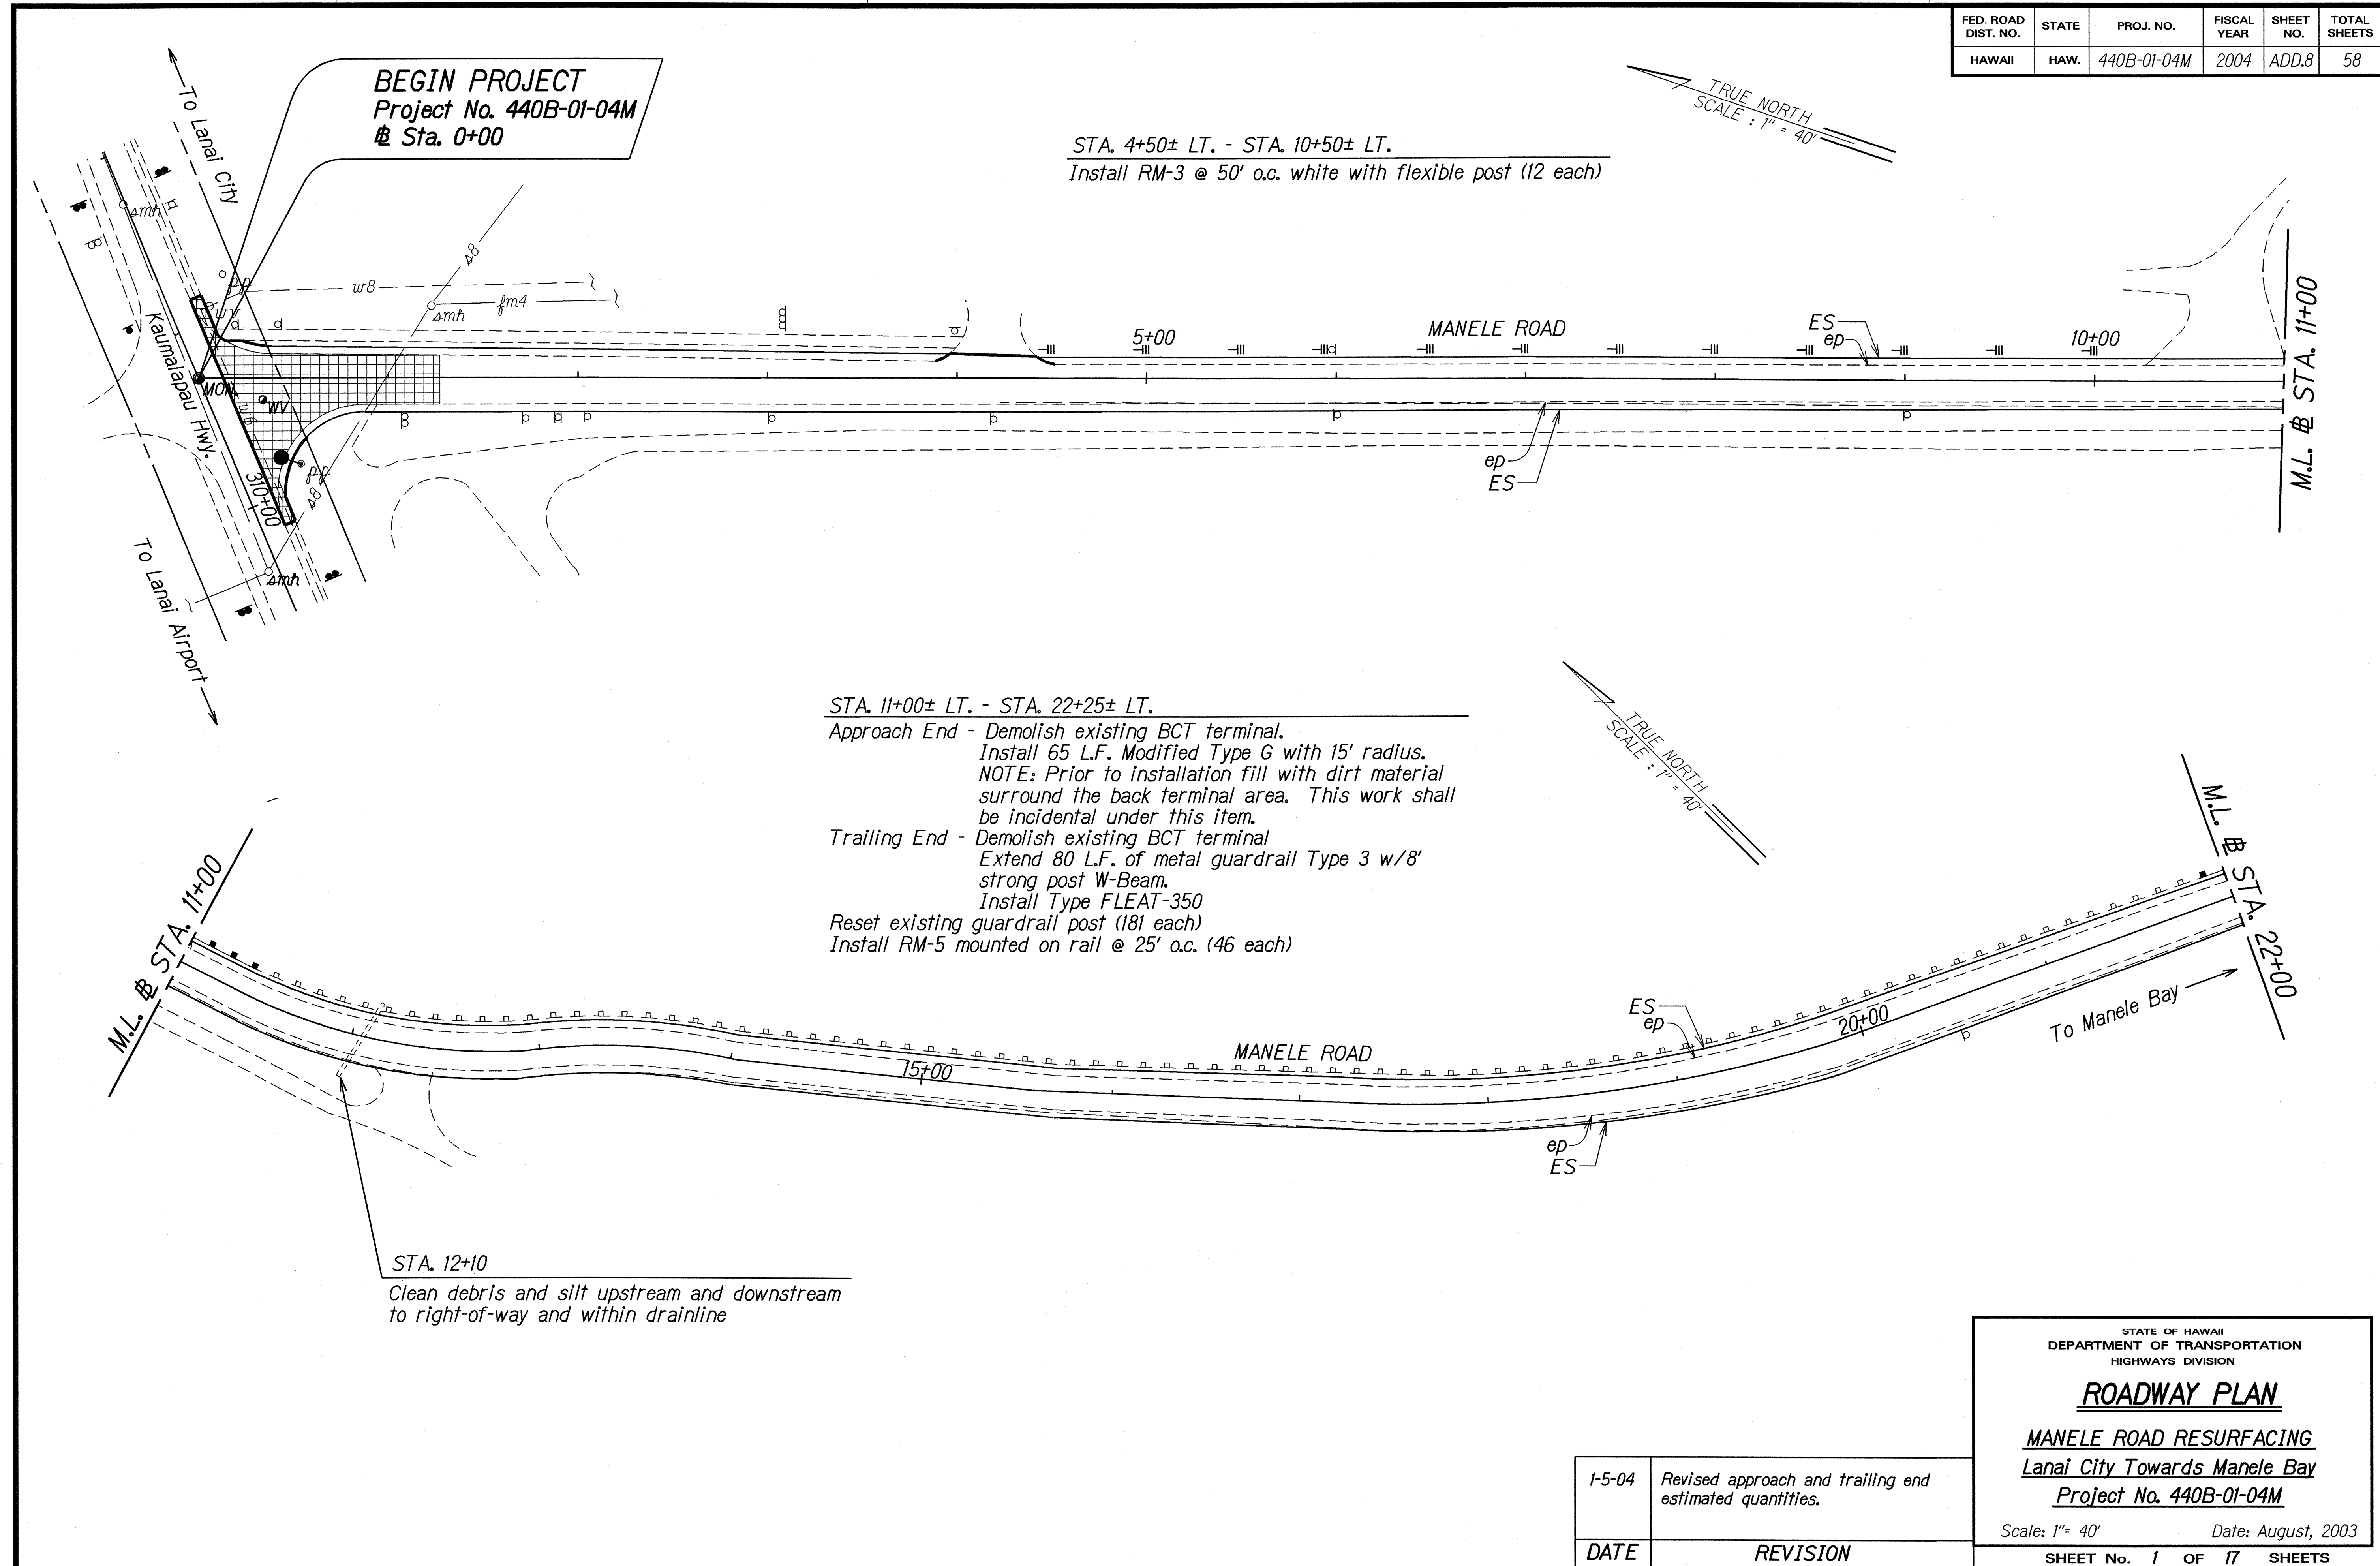 FED. ROAD DIST. NO. STATE PROJ. NO. FISCAL YEAR SHEET NO. TOTAL SHEETS
HAWAII HAW. 440B-01-04M 2004 ADD.8 58
BEGIN PROJECT
Project No. 440B-01-04M
℄ Sta. 0+00
To Lanai City
TRUE NORTH
SCALE : 1" = 40'
STA. 4+50± LT. - STA. 10+50± LT.
Install RM-3 @ 50' o.c. white with flexible post (12 each)
smh
s8
pp
w8
fm4
smh
wv
Kaumalapau Hwy.
5+00
MANELE ROAD
ES
ep
10+00
M.L. ℄ STA. 11+00
MON.
WV
w6
310+00
pp
s8
smh
ep
ES
To Lanai Airport
STA. 11+00± LT. - STA. 22+25± LT.
Approach End - Demolish existing BCT terminal.
Install 65 L.F. Modified Type G with 15' radius.
NOTE: Prior to installation fill with dirt material
surround the back terminal area. This work shall
be incidental under this item.
Trailing End - Demolish existing BCT terminal
Extend 80 L.F. of metal guardrail Type 3 w/8'
strong post W-Beam.
Install Type FLEAT-350
Reset existing guardrail post (181 each)
Install RM-5 mounted on rail @ 25' o.c. (46 each)
TRUE NORTH
SCALE : 1" = 40'
M.L. ℄ STA. 11+00
M.L. ℄ STA. 22+00
15+00
MANELE ROAD
ES
ep
20+00
To Manele Bay
ep
ES
STA. 12+10
Clean debris and silt upstream and downstream
to right-of-way and within drainline
STATE OF HAWAII
DEPARTMENT OF TRANSPORTATION
HIGHWAYS DIVISION
ROADWAY PLAN
MANELE ROAD RESURFACING
Lanai City Towards Manele Bay
Project No. 440B-01-04M
Scale: 1"= 40' Date: August, 2003
SHEET No. 1 OF 17 SHEETS
1-5-04 Revised approach and trailing end
estimated quantities.
DATE REVISION